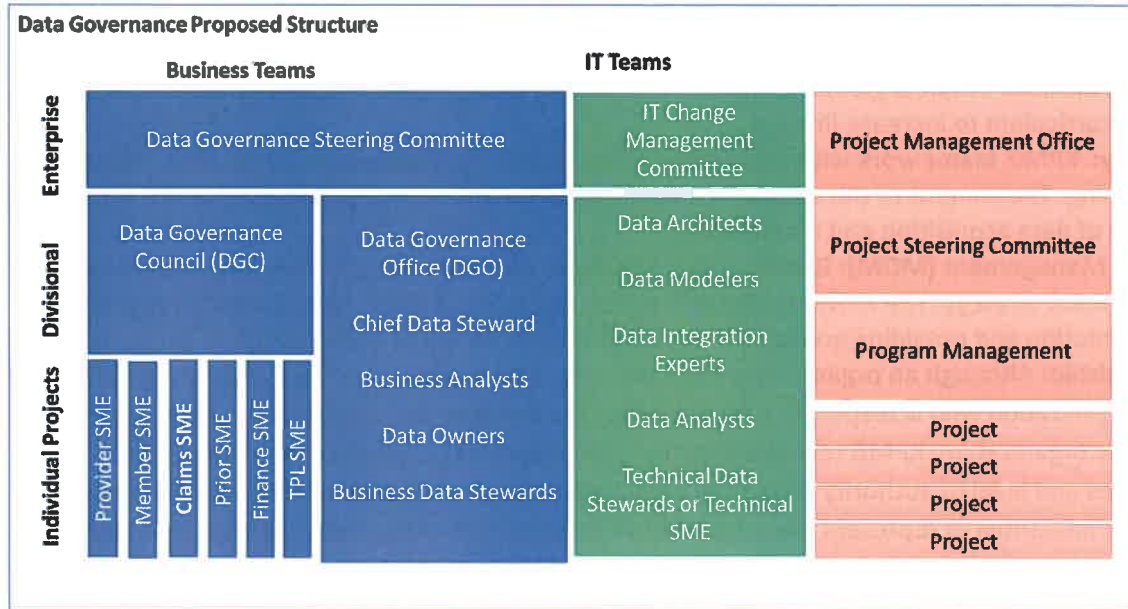 Data Governance Proposed Structure
Business Teams
IT Teams
Enterprise
Data Governance Steering Committee
IT Change
Management
Committee
Project Management Office
Divisional
Data Governance
Council (DGC)
Data Governance
Office (DGO)
Chief Data Steward
Business Analysts
Data Owners
Business Data Stewards
Data Architects
Data Modelers
Data Integration
Experts
Data Analysts
Technical Data
Stewards or Technical
SME
Project Steering Committee
Program Management
Individual Projects
Provider SME
Member SME
Claims SME
Prior SME
Finance SME
TPL SME
Project
Project
Project
Project